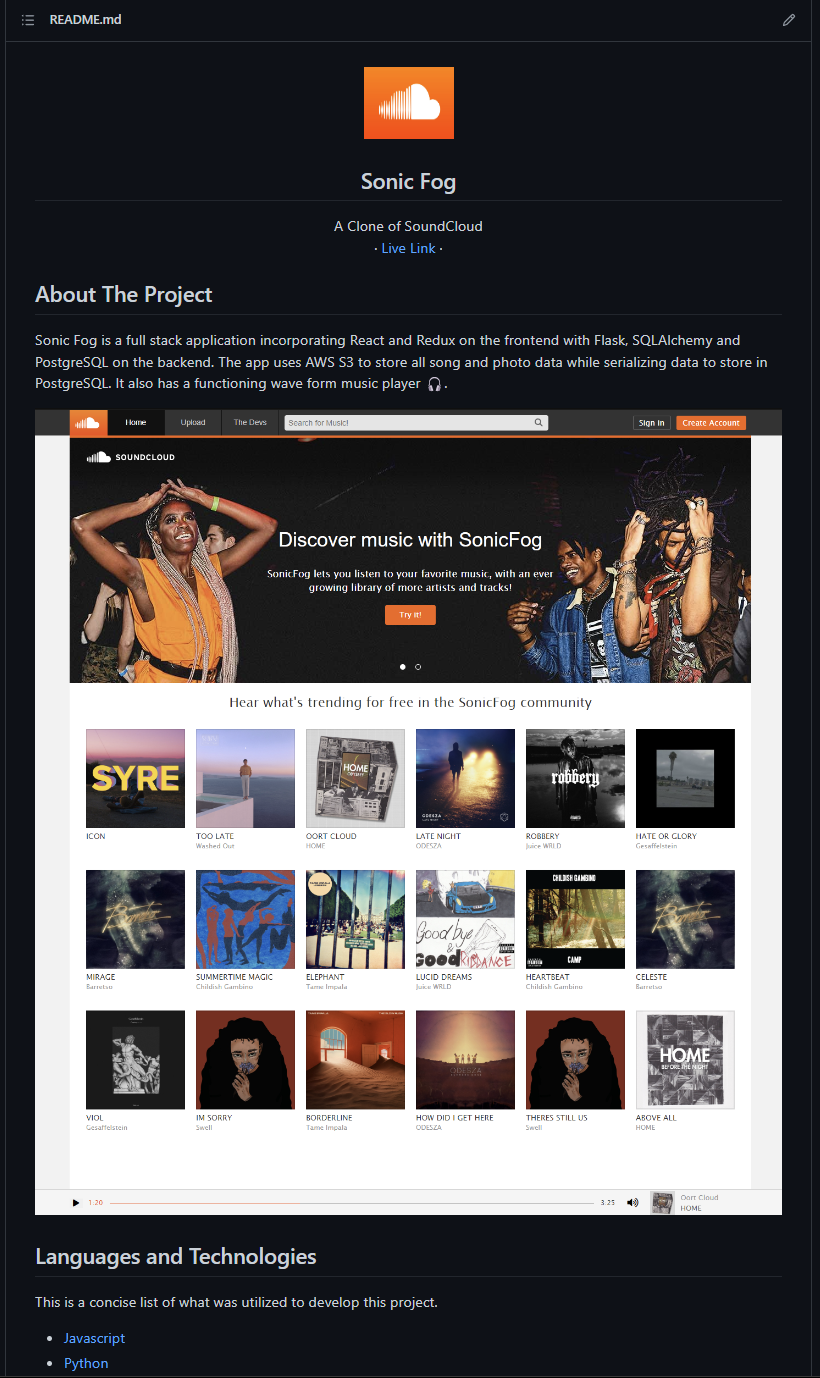 README.md
Sonic Fog
A Clone of SoundCloud
· Live Link ·
About The Project
Sonic Fog is a full stack application incorporating React and Redux on the frontend with Flask, SQLAlchemy and
PostgreSQL on the backend. The app uses AWS S3 to store all song and photo data while serializing data to store in
PostgreSQL. It also has a functioning wave form music player 🎧.
Home Upload The Devs Search for Music! Sign in Create Account
SOUNDCLOUD
Discover music with SonicFog
SonicFog lets you listen to your favorite music, with an ever
growing library of more artists and tracks!
Try it!
Hear what's trending for free in the SonicFog community
SYRE
HOME
ODYSSEY
ODESZA
robbery
ICON TOO LATE OORT CLOUD LATE NIGHT ROBBERY HATE OR GLORY
Washed Out HOME ODESZA Juice WRLD Gesaffelstein
CHILDISH GAMBINO
Goodbye
&
Good RIDDANCE
CAMP
MIRAGE SUMMERTIME MAGIC ELEPHANT LUCID DREAMS HEARTBEAT CELESTE
Barretso Childish Gambino Tame Impala Juice WRLD Childish Gambino Barretso
ODESZA
HOME
BEFORE THE NIGHT
VIOL IM SORRY BORDERLINE HOW DID I GET HERE THERES STILL US ABOVE ALL
Gesaffelstein Swell Tame Impala ODESZA Swell HOME
1:20 3:25 Oort Cloud
HOME
Languages and Technologies
This is a concise list of what was utilized to develop this project.
• Javascript
• Python